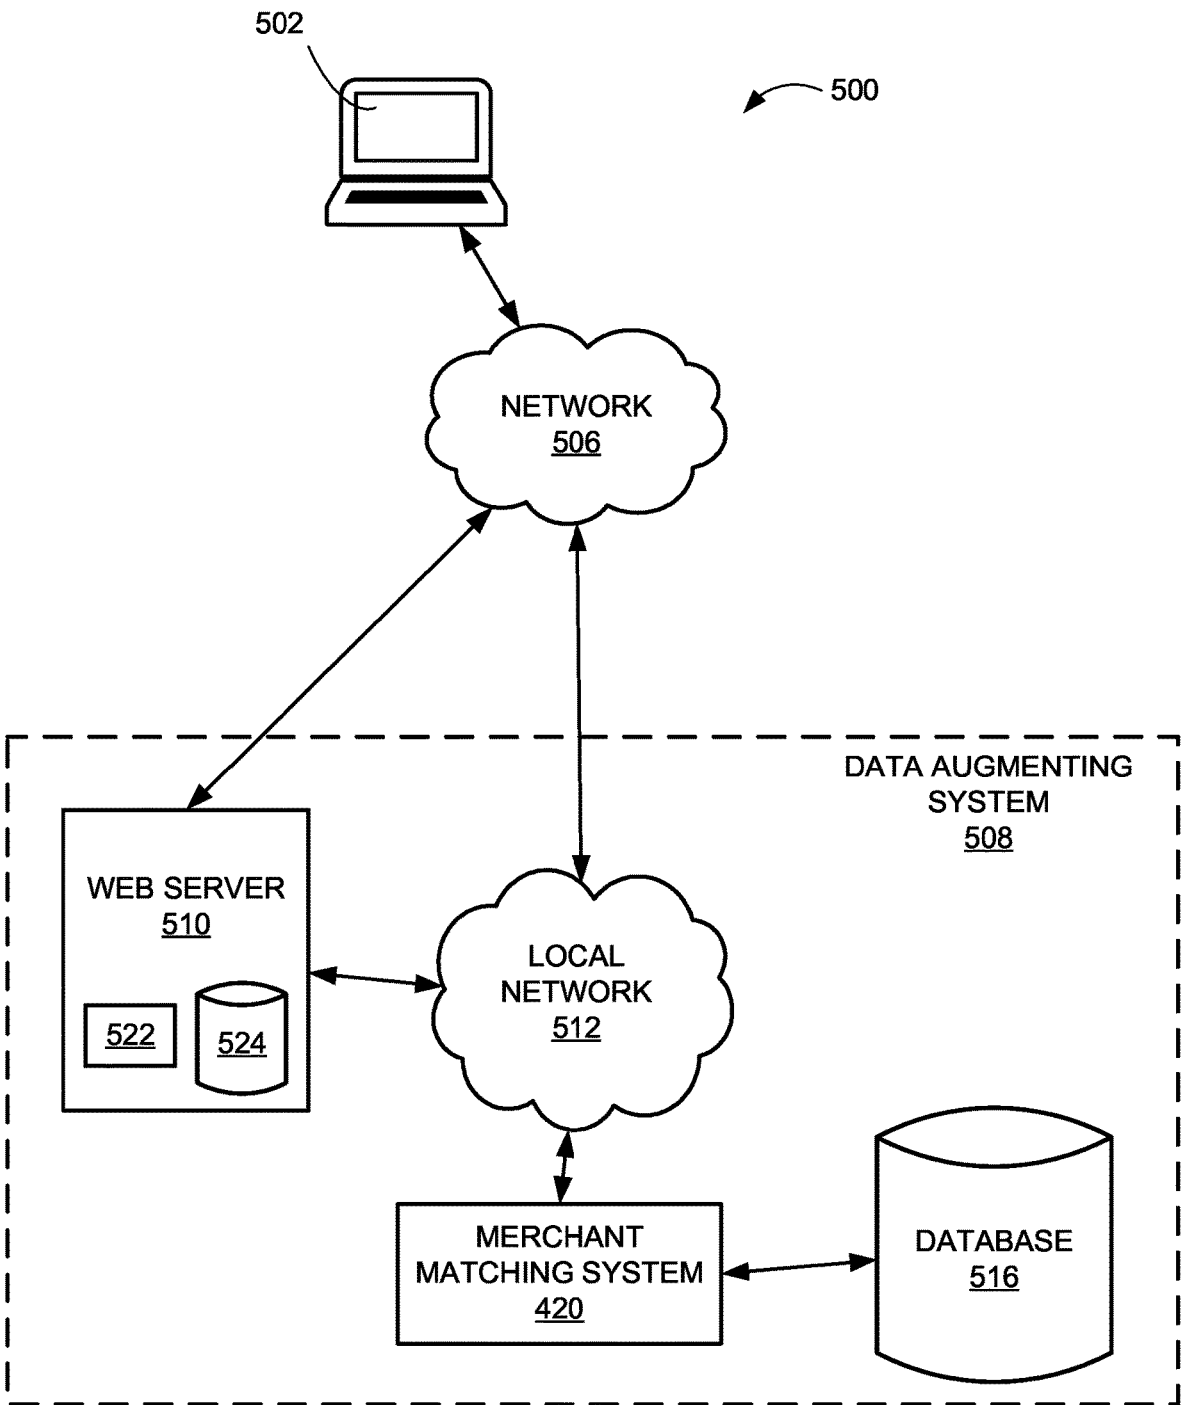 502
500
NETWORK
506
DATA AUGMENTING
SYSTEM
508
WEB SERVER
510
522
524
LOCAL
NETWORK
512
MERCHANT
MATCHING SYSTEM
420
DATABASE
516